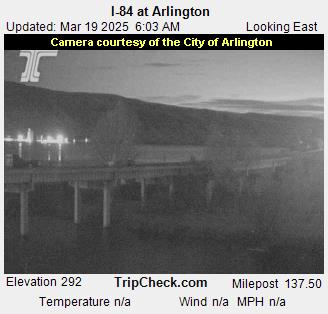 I-84 at Arlington
Updated: Mar 19 2025 6:03 AM Looking East
Camera courtesy of the City of Arlington
Elevation 292 TripCheck.com Milepost 137.50
Temperature n/a Wind n/a MPH n/a